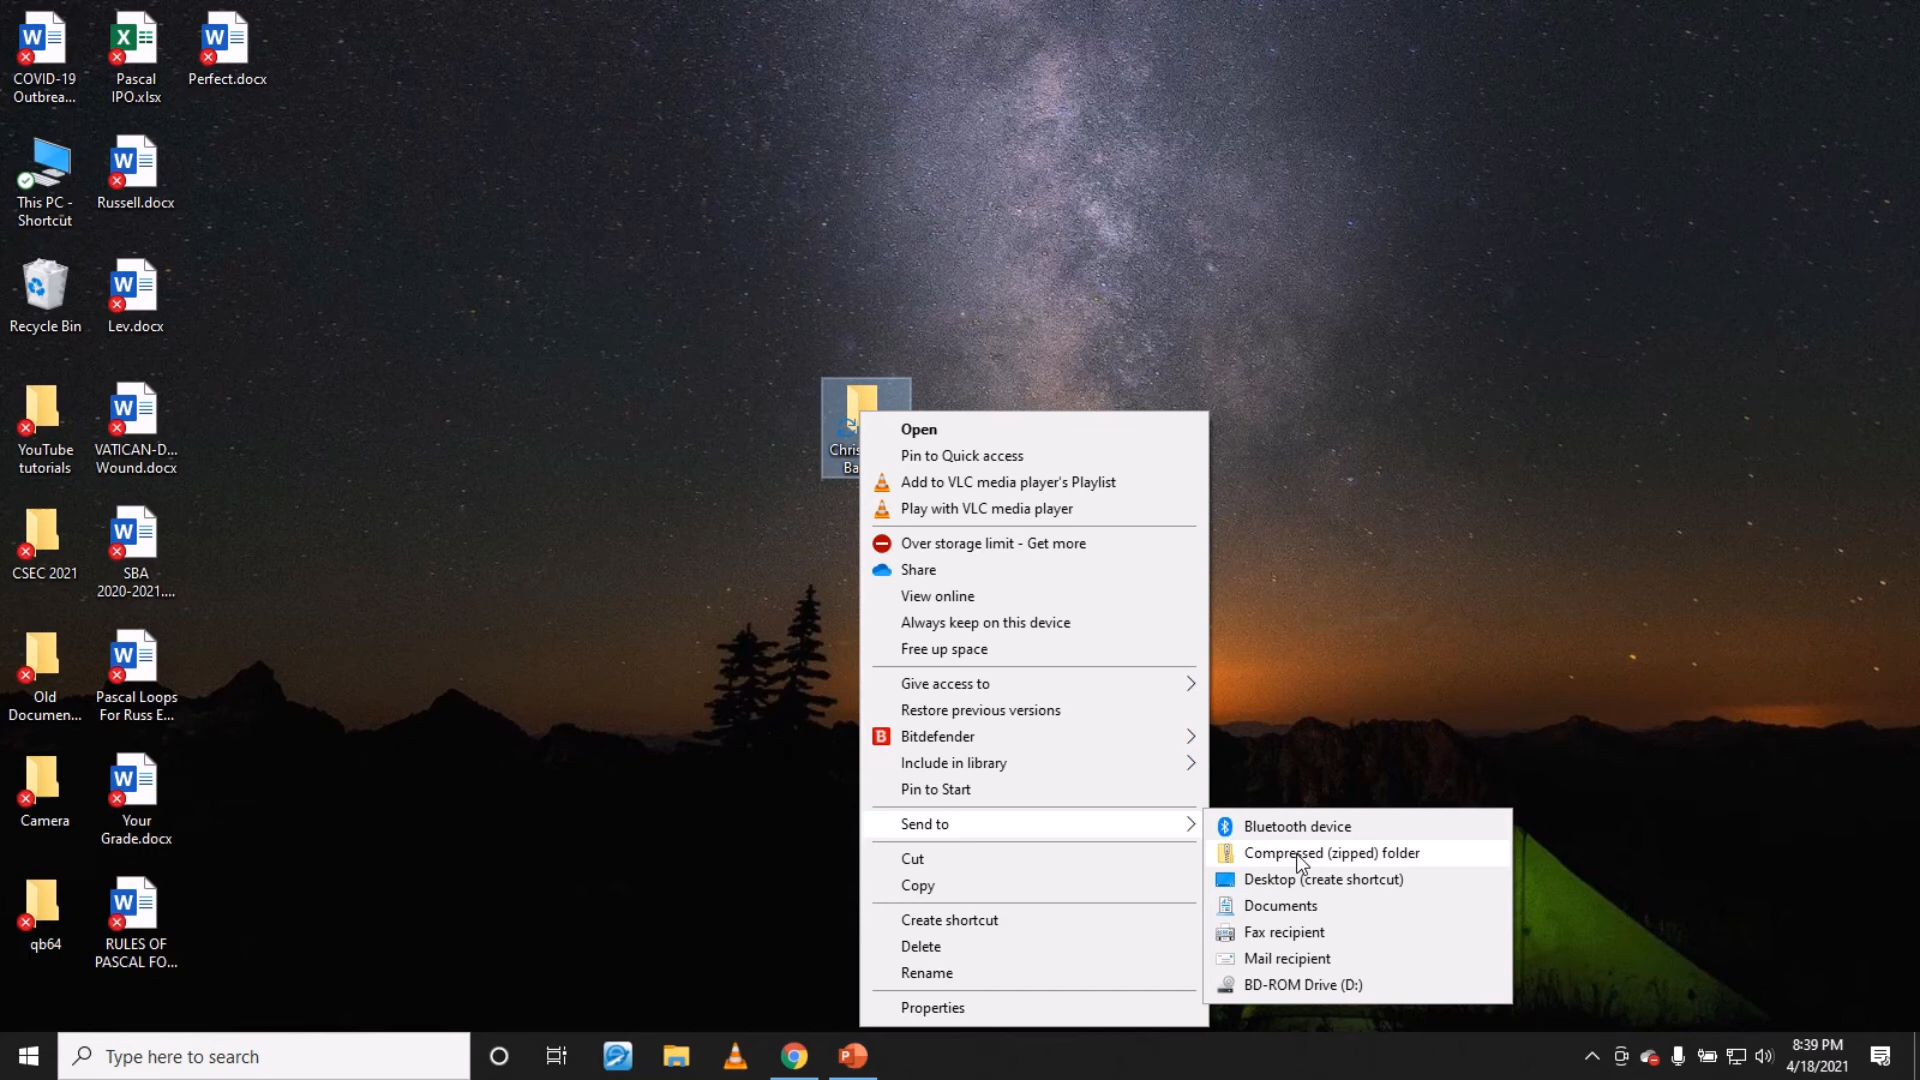 COVID-19
Outbrea...
Pascal
IPO.xlsx
Perfect.docx
This PC -
Shortcut
Russell.docx
Recycle Bin
Lev.docx
YouTube
tutorials
VATICAN-D...
Wound.docx
CSEC 2021
SBA
2020-2021....
Old
Documen...
Pascal Loops
For Russ E...
Camera
Your
Grade.docx
qb64
RULES OF
PASCAL FO...
Chris
Ba
Open
Pin to Quick access
Add to VLC media player's Playlist
Play with VLC media player
Over storage limit - Get more
Share
View online
Always keep on this device
Free up space
Give access to
Restore previous versions
B Bitdefender
Include in library
Pin to Start
Send to
Cut
Copy
Create shortcut
Delete
Rename
Properties
Bluetooth device
Compressed (zipped) folder
Desktop (create shortcut)
Documents
Fax recipient
Mail recipient
BD-ROM Drive (D:)
Type here to search
8:39 PM
4/18/2021